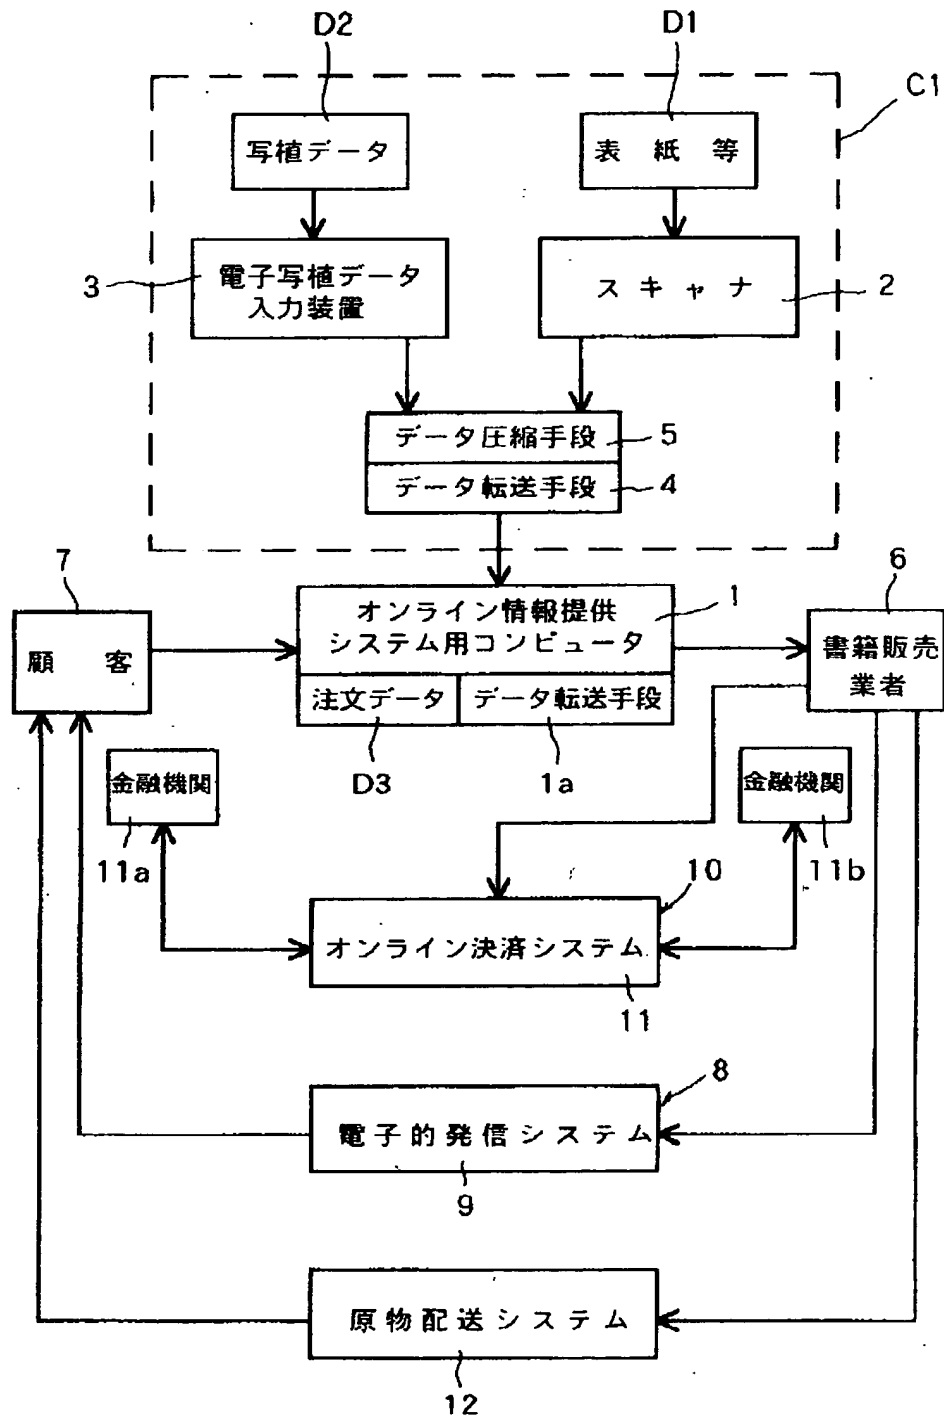 D2
D1
C1
写植データ
表紙等
3
電子写植データ
入力装置
スキャナ
2
データ圧縮手段
5
データ転送手段
4
7
6
顧客
オンライン情報提供
システム用コンピュータ
1
書籍販売
業者
注文データ
データ転送手段
D3
1a
金融機関
11a
金融機関
11b
10
オンライン決済システム
11
8
電子的発信システム
9
原物配送システム
12